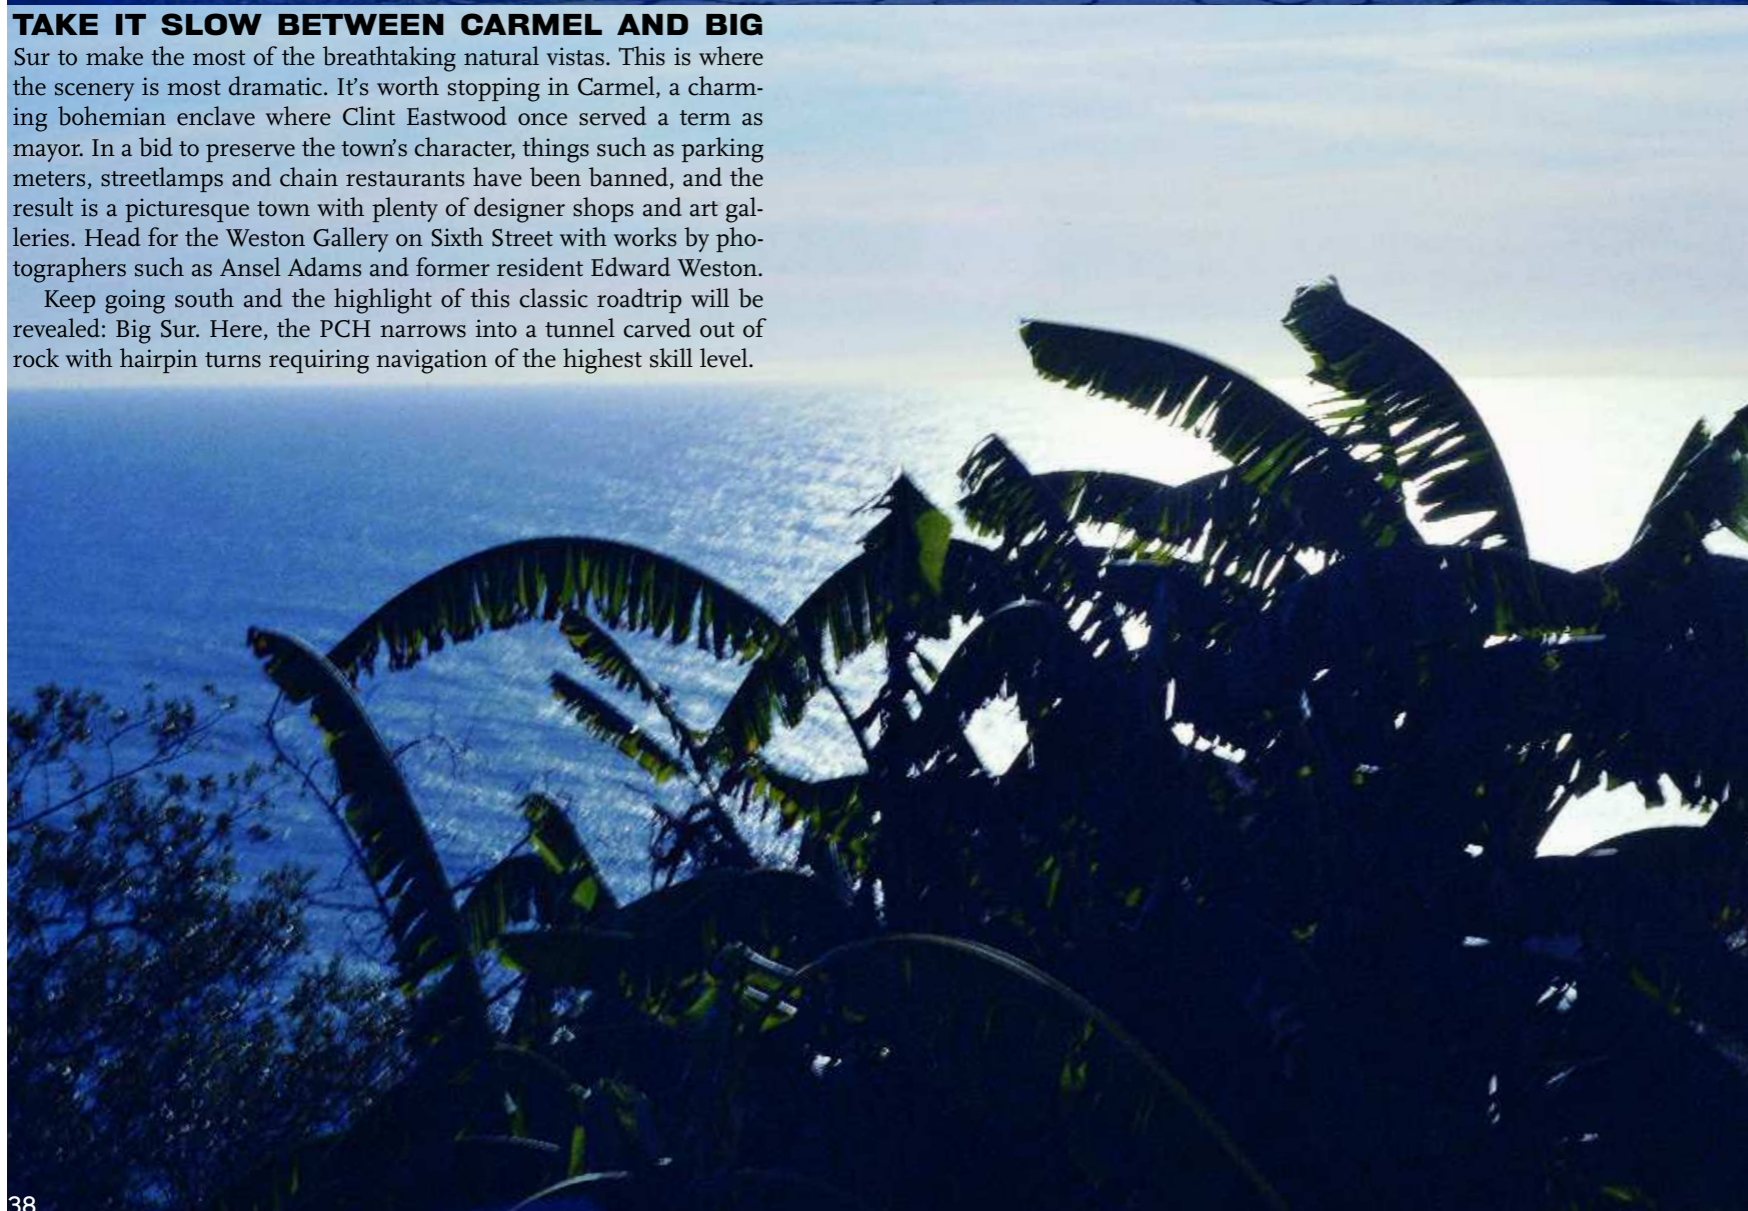 TAKE IT SLOW BETWEEN CARMEL AND BIG
Sur to make the most of the breathtaking natural vistas. This is where
the scenery is most dramatic. It’s worth stopping in Carmel, a charm-
ing bohemian enclave where Clint Eastwood once served a term as
mayor. In a bid to preserve the town’s character, things such as parking
meters, streetlamps and chain restaurants have been banned, and the
result is a picturesque town with plenty of designer shops and art gal-
leries. Head for the Weston Gallery on Sixth Street with works by pho-
tographers such as Ansel Adams and former resident Edward Weston.
Keep going south and the highlight of this classic roadtrip will be
revealed: Big Sur. Here, the PCH narrows into a tunnel carved out of
rock with hairpin turns requiring navigation of the highest skill level.
38